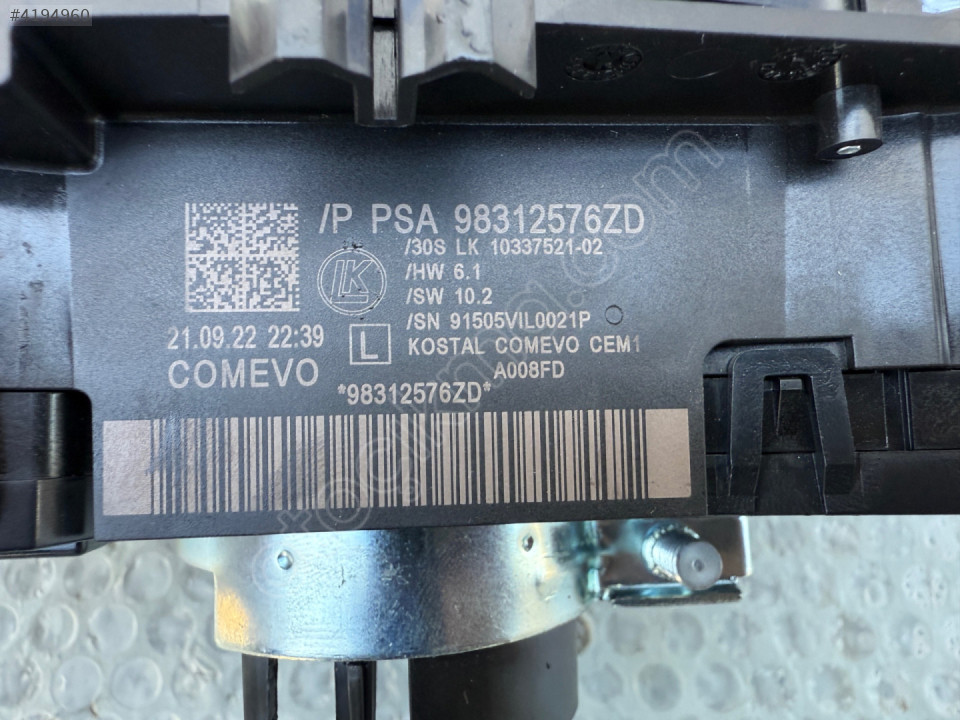 #4194960
/P PSA 98312576ZD
/30S LK 10337521-02
/HW 6.1
/SW 10.2
/SN 91505VIL0021P
LK
21.09.22 22:39
L
KOSTAL COMEVO CEM1
COMEVO
A008FD
*98312576ZD*